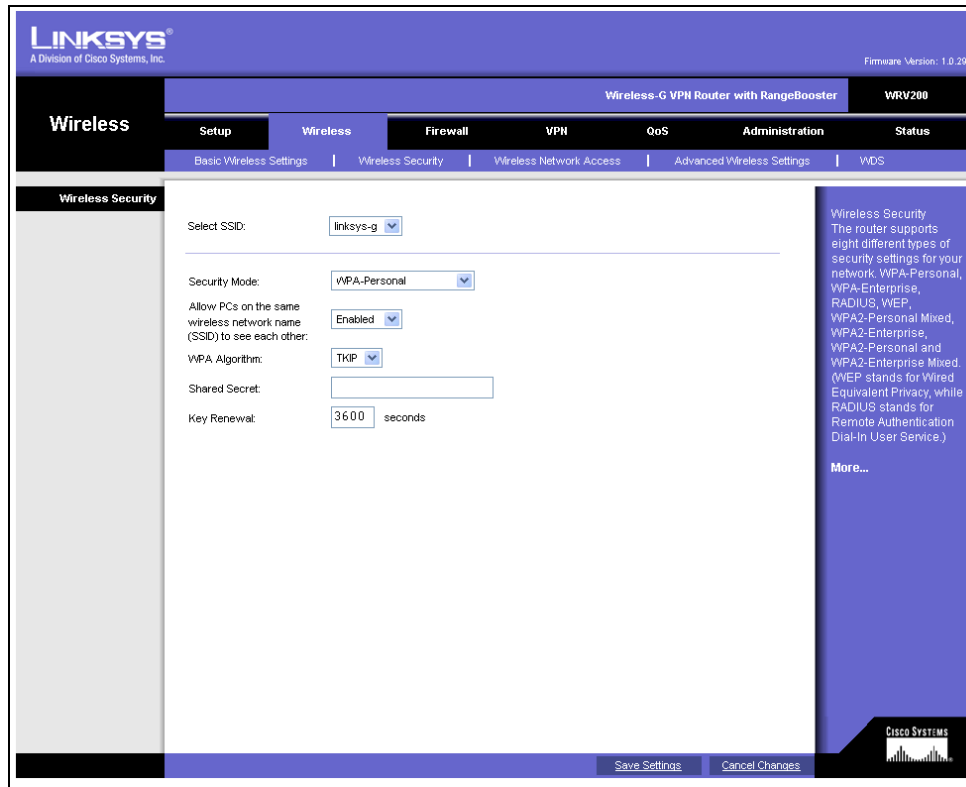 LINKSYS®
A Division of Cisco Systems, Inc.
Firmware Version: 1.0.29
Wireless-G VPN Router with RangeBooster WRV200
Wireless
Setup Wireless Firewall VPN QoS Administration Status
Basic Wireless Settings | Wireless Security | Wireless Network Access | Advanced Wireless Settings | WDS
Wireless Security
Select SSID: linksys-g
Security Mode: WPA-Personal
Allow PCs on the same
wireless network name
(SSID) to see each other:
Enabled
WPA Algorithm: TKIP
Shared Secret:
Key Renewal: 3600 seconds
Wireless Security
The router supports
eight different types of
security settings for your
network. WPA-Personal,
WPA-Enterprise,
RADIUS, WEP,
WPA2-Personal Mixed,
WPA2-Enterprise,
WPA2-Personal and
WPA2-Enterprise Mixed.
(WEP stands for Wired
Equivalent Privacy, while
RADIUS stands for
Remote Authentication
Dial-In User Service.)
More...
Save Settings Cancel Changes
CISCO SYSTEMS